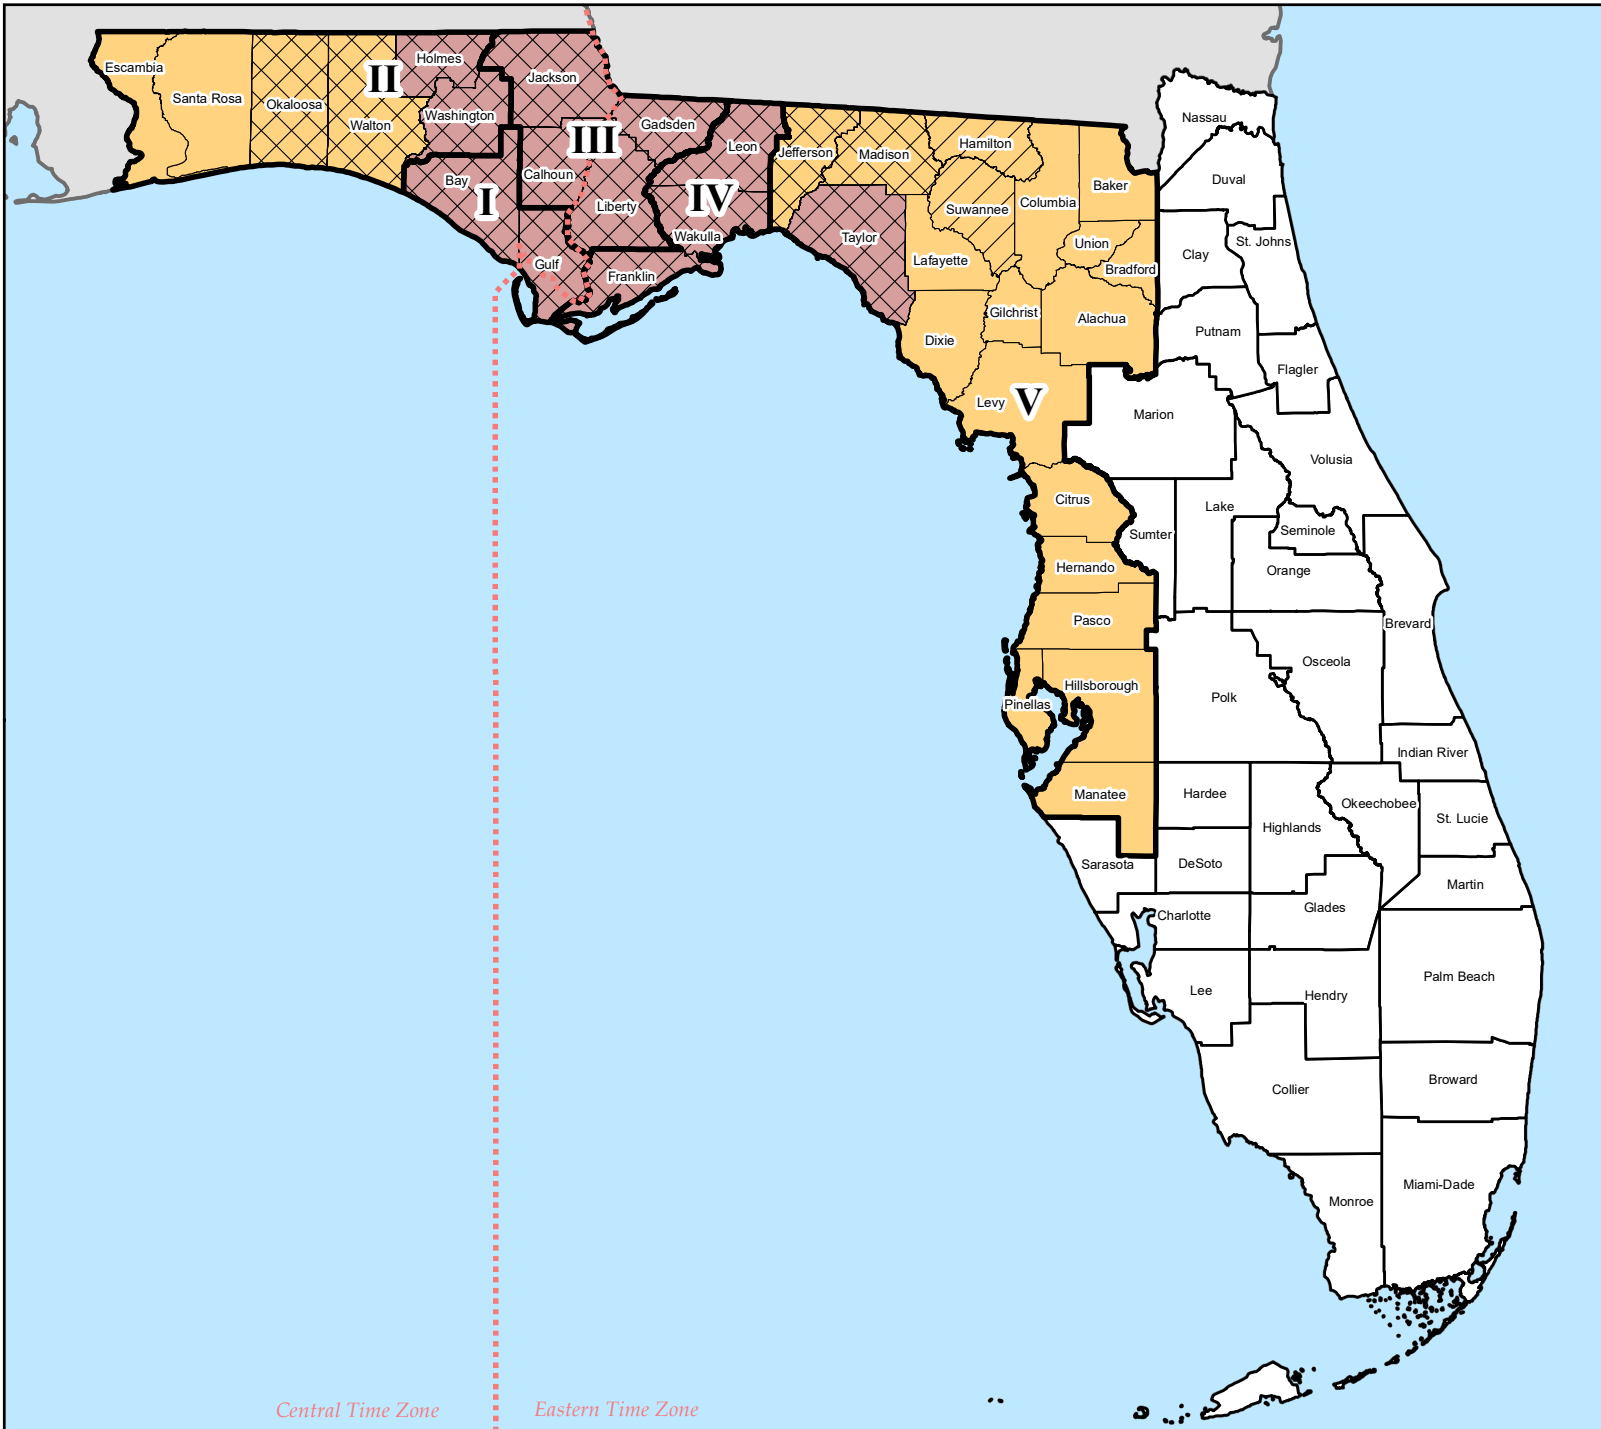 Holmes
Escambia
Jackson
II
Santa Rosa
Okaloosa
Washington
Nassau
Walton
Gadsden
III
Leon
Hamilton
Jefferson
Madison
Calhoun
Bay
Duval
Baker
I
IV
Liberty
Columbia
Suwannee
Wakulla
Taylor
Union
St. Johns
Clay
Lafayette
Gulf
Bradford
Franklin
Gilchrist
Alachua
Putnam
Dixie
Flagler
Levy
V
Marion
Volusia
Citrus
Lake
Sumter
Seminole
Hernando
Orange
Pasco
Brevard
Osceola
Hillsborough
Polk
Pinellas
Indian River
Manatee
Hardee
Okeechobee
St. Lucie
Highlands
Sarasota
DeSoto
Martin
Charlotte
Glades
Palm Beach
Lee
Hendry
Broward
Collier
Miami-Dade
Monroe
Central Time Zone
Eastern Time Zone